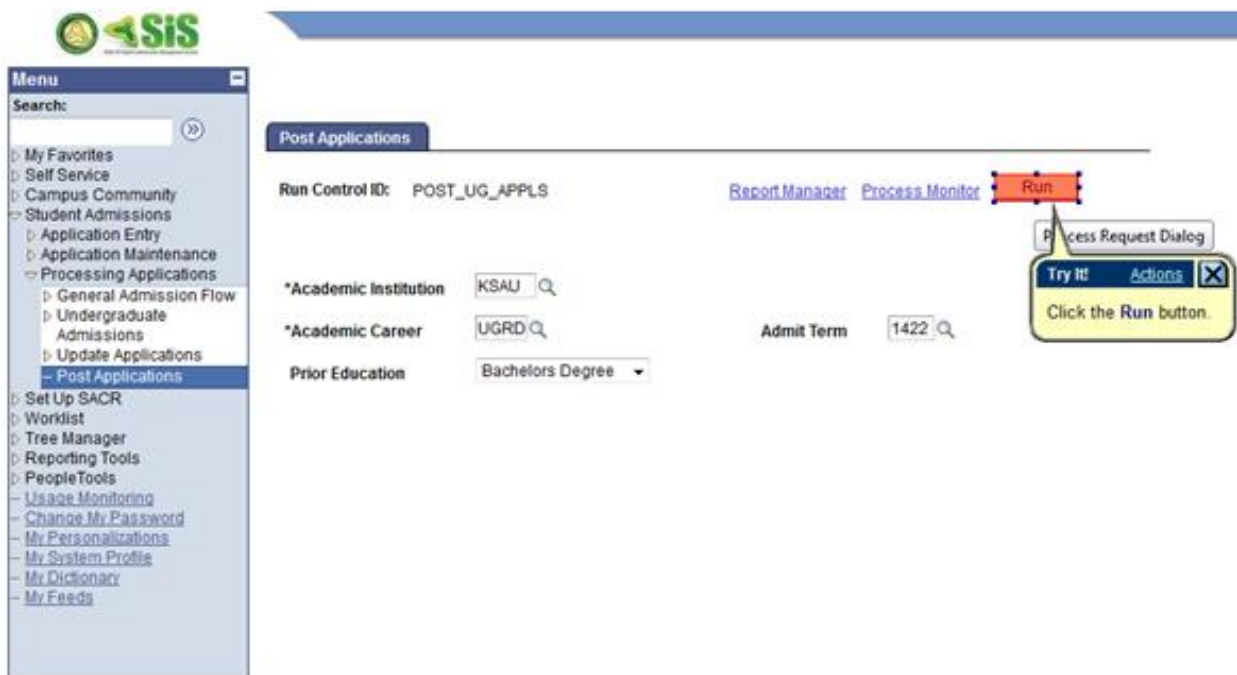 SiS
Menu
Search:
My Favorites
Self Service
Campus Community
Student Admissions
Application Entry
Application Maintenance
Processing Applications
General Admission Flow
Undergraduate
Admissions
Update Applications
Post Applications
Set Up SACR
Worklist
Tree Manager
Reporting Tools
PeopleTools
Usage Monitoring
Change My Password
My Personalizations
My System Profile
My Dictionary
My Feeds
Post Applications
Run Control ID: POST_UG_APPLS Report Manager Process Monitor Run
Request Dialog
Try It! Actions
Click the Run button.
*Academic Institution KSAU
*Academic Career UGRD Admit Term 1422
Prior Education Bachelors Degree